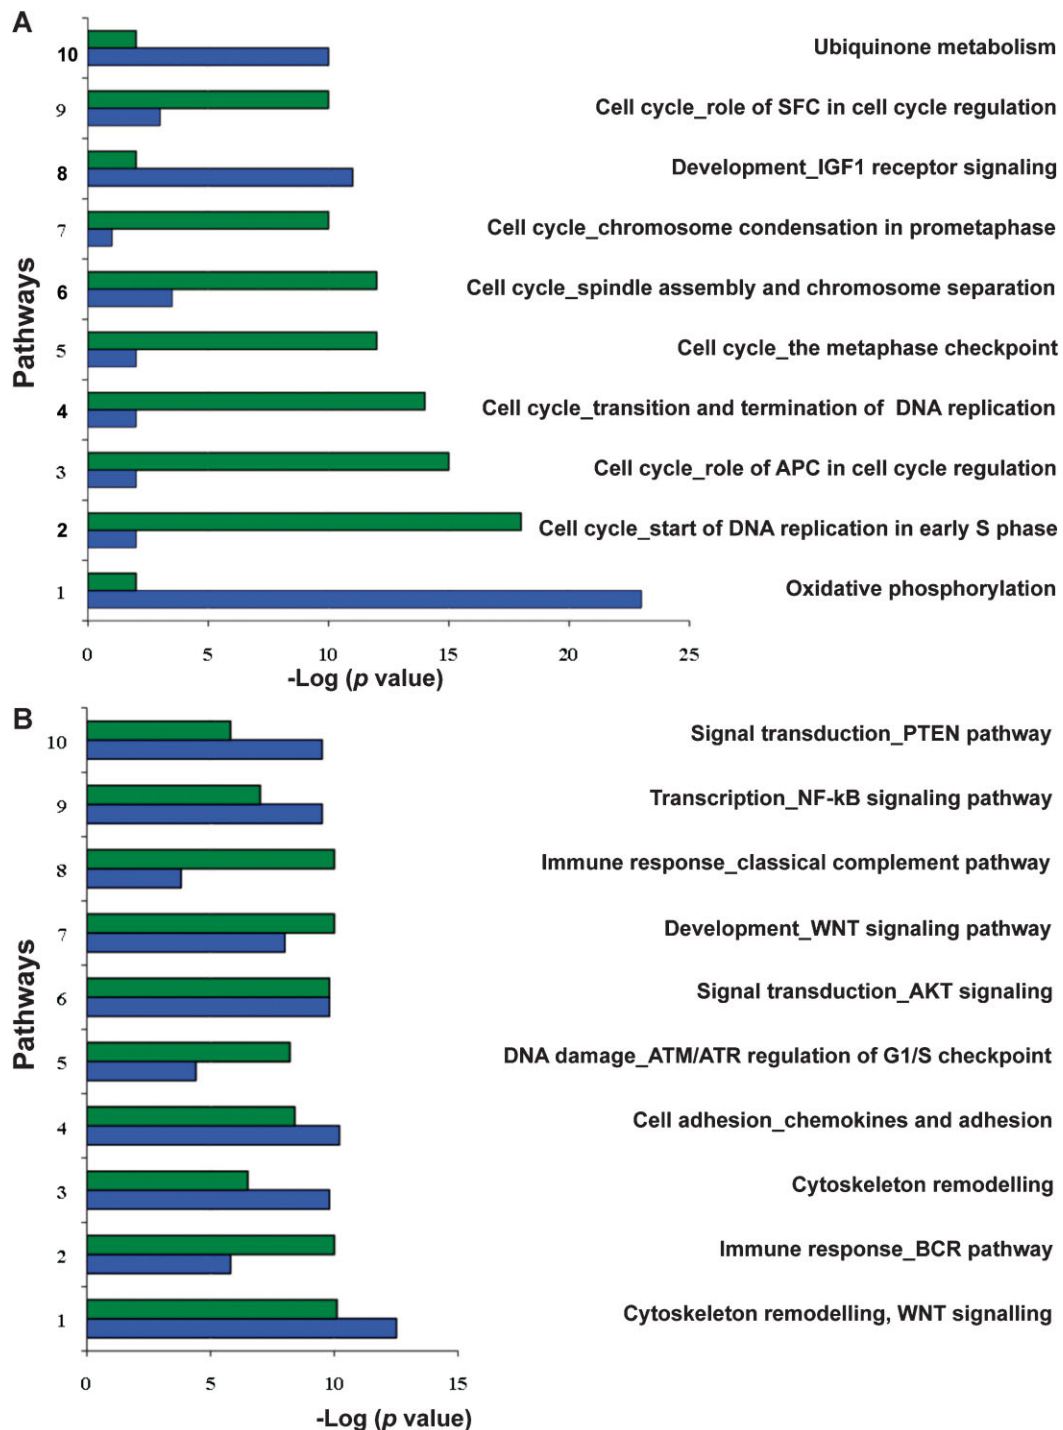 A
10 Ubiquinone metabolism
9 Cell cycle_role of SFC in cell cycle regulation
8 Development_IGF1 receptor signaling
7 Cell cycle_chromosome condensation in prometaphase
6 Cell cycle_spindle assembly and chromosome separation
5 Cell cycle_the metaphase checkpoint
4 Cell cycle_transition and termination of DNA replication
3 Cell cycle_role of APC in cell cycle regulation
2 Cell cycle_start of DNA replication in early S phase
1 Oxidative phosphorylation
Pathways
0 5 10 15 20 25
-Log (p value)
B
10 Signal transduction_PTEN pathway
9 Transcription_NF-kB signaling pathway
8 Immune response_classical complement pathway
7 Development_WNT signaling pathway
6 Signal transduction_AKT signaling
5 DNA damage_ATM/ATR regulation of G1/S checkpoint
4 Cell adhesion_chemokines and adhesion
3 Cytoskeleton remodelling
2 Immune response_BCR pathway
1 Cytoskeleton remodelling, WNT signalling
Pathways
0 5 10 15
-Log (p value)